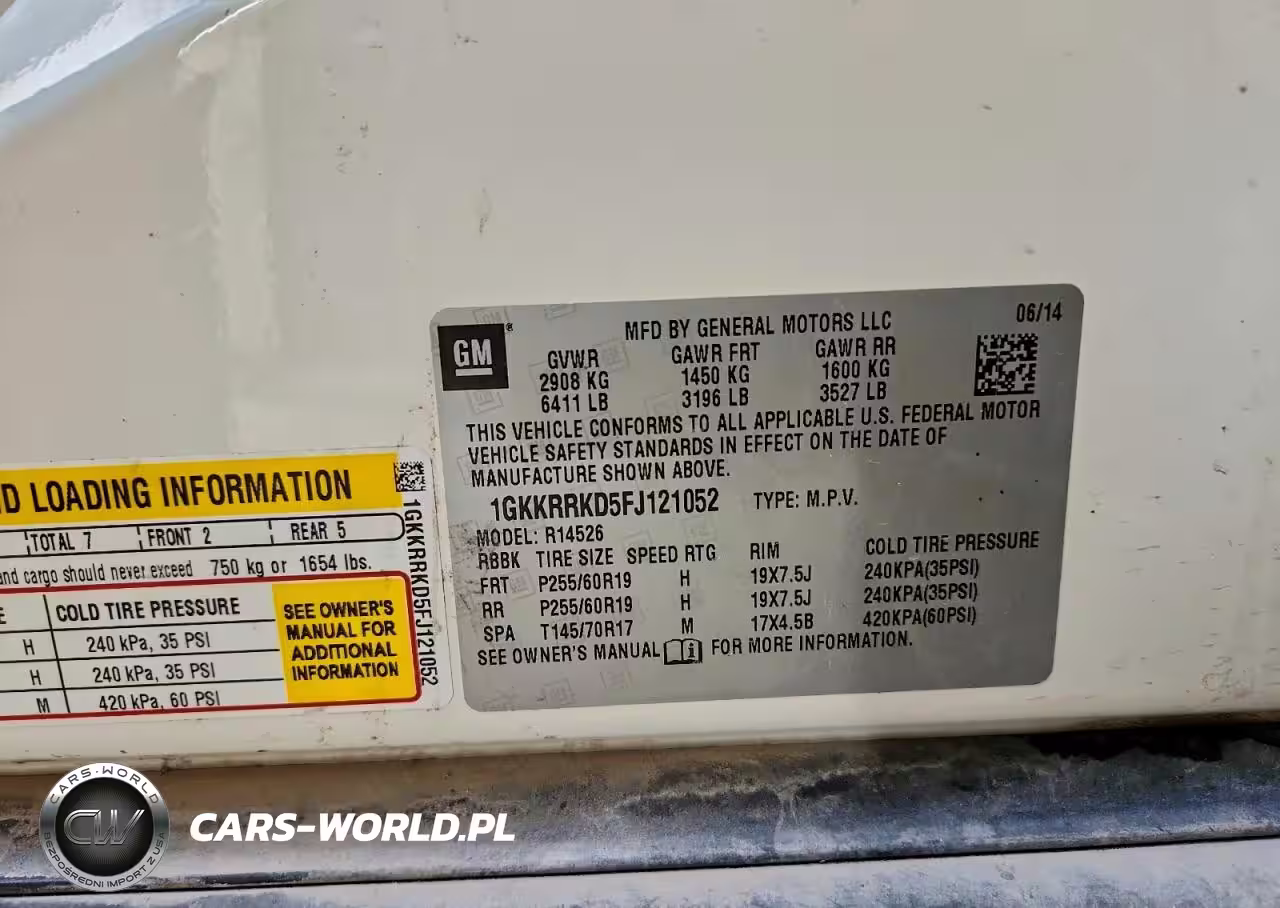 06/14
GM®
MFD BY GENERAL MOTORS LLC
GVWR GAWR FRT GAWR RR
2908 KG 1450 KG 1600 KG
6411 LB 3196 LB 3527 LB
THIS VEHICLE CONFORMS TO ALL APPLICABLE U.S. FEDERAL MOTOR
VEHICLE SAFETY STANDARDS IN EFFECT ON THE DATE OF
MANUFACTURE SHOWN ABOVE.
1GKKRRKD5FJ121052 TYPE: M.P.V.
MODEL: R14526
RBBK TIRE SIZE SPEED RTG RIM COLD TIRE PRESSURE
FRT P255/60R19 H 19X7.5J 240KPA(35PSI)
RR P255/60R19 H 19X7.5J 240KPA(35PSI)
SPA T145/70R17 M 17X4.5B 420KPA(60PSI)
SEE OWNER'S MANUAL FOR MORE INFORMATION.
LOADING INFORMATION
TOTAL 7 FRONT 2 REAR 5
and cargo should never exceed 750 kg or 1654 lbs.
COLD TIRE PRESSURE
H 240 kPa, 35 PSI
H 240 kPa, 35 PSI
M 420 kPa, 60 PSI
SEE OWNER'S
MANUAL FOR
ADDITIONAL
INFORMATION
1GKKRRKD5FJ121052
CARS-WORLD
CW
BEZPOŚREDNI IMPORT Z USA
CARS-WORLD.PL